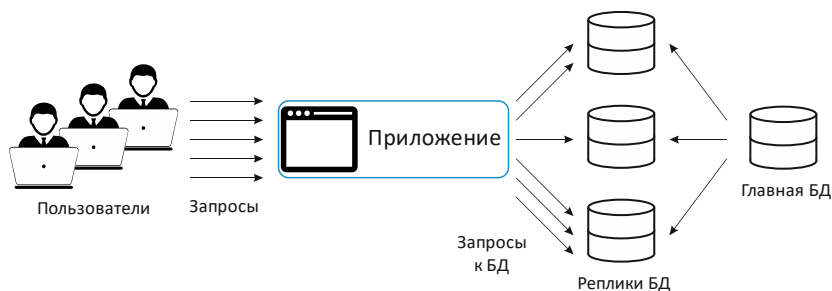 Приложение
Пользователи
Запросы
Запросы
к БД
Реплики БД
Главная БД